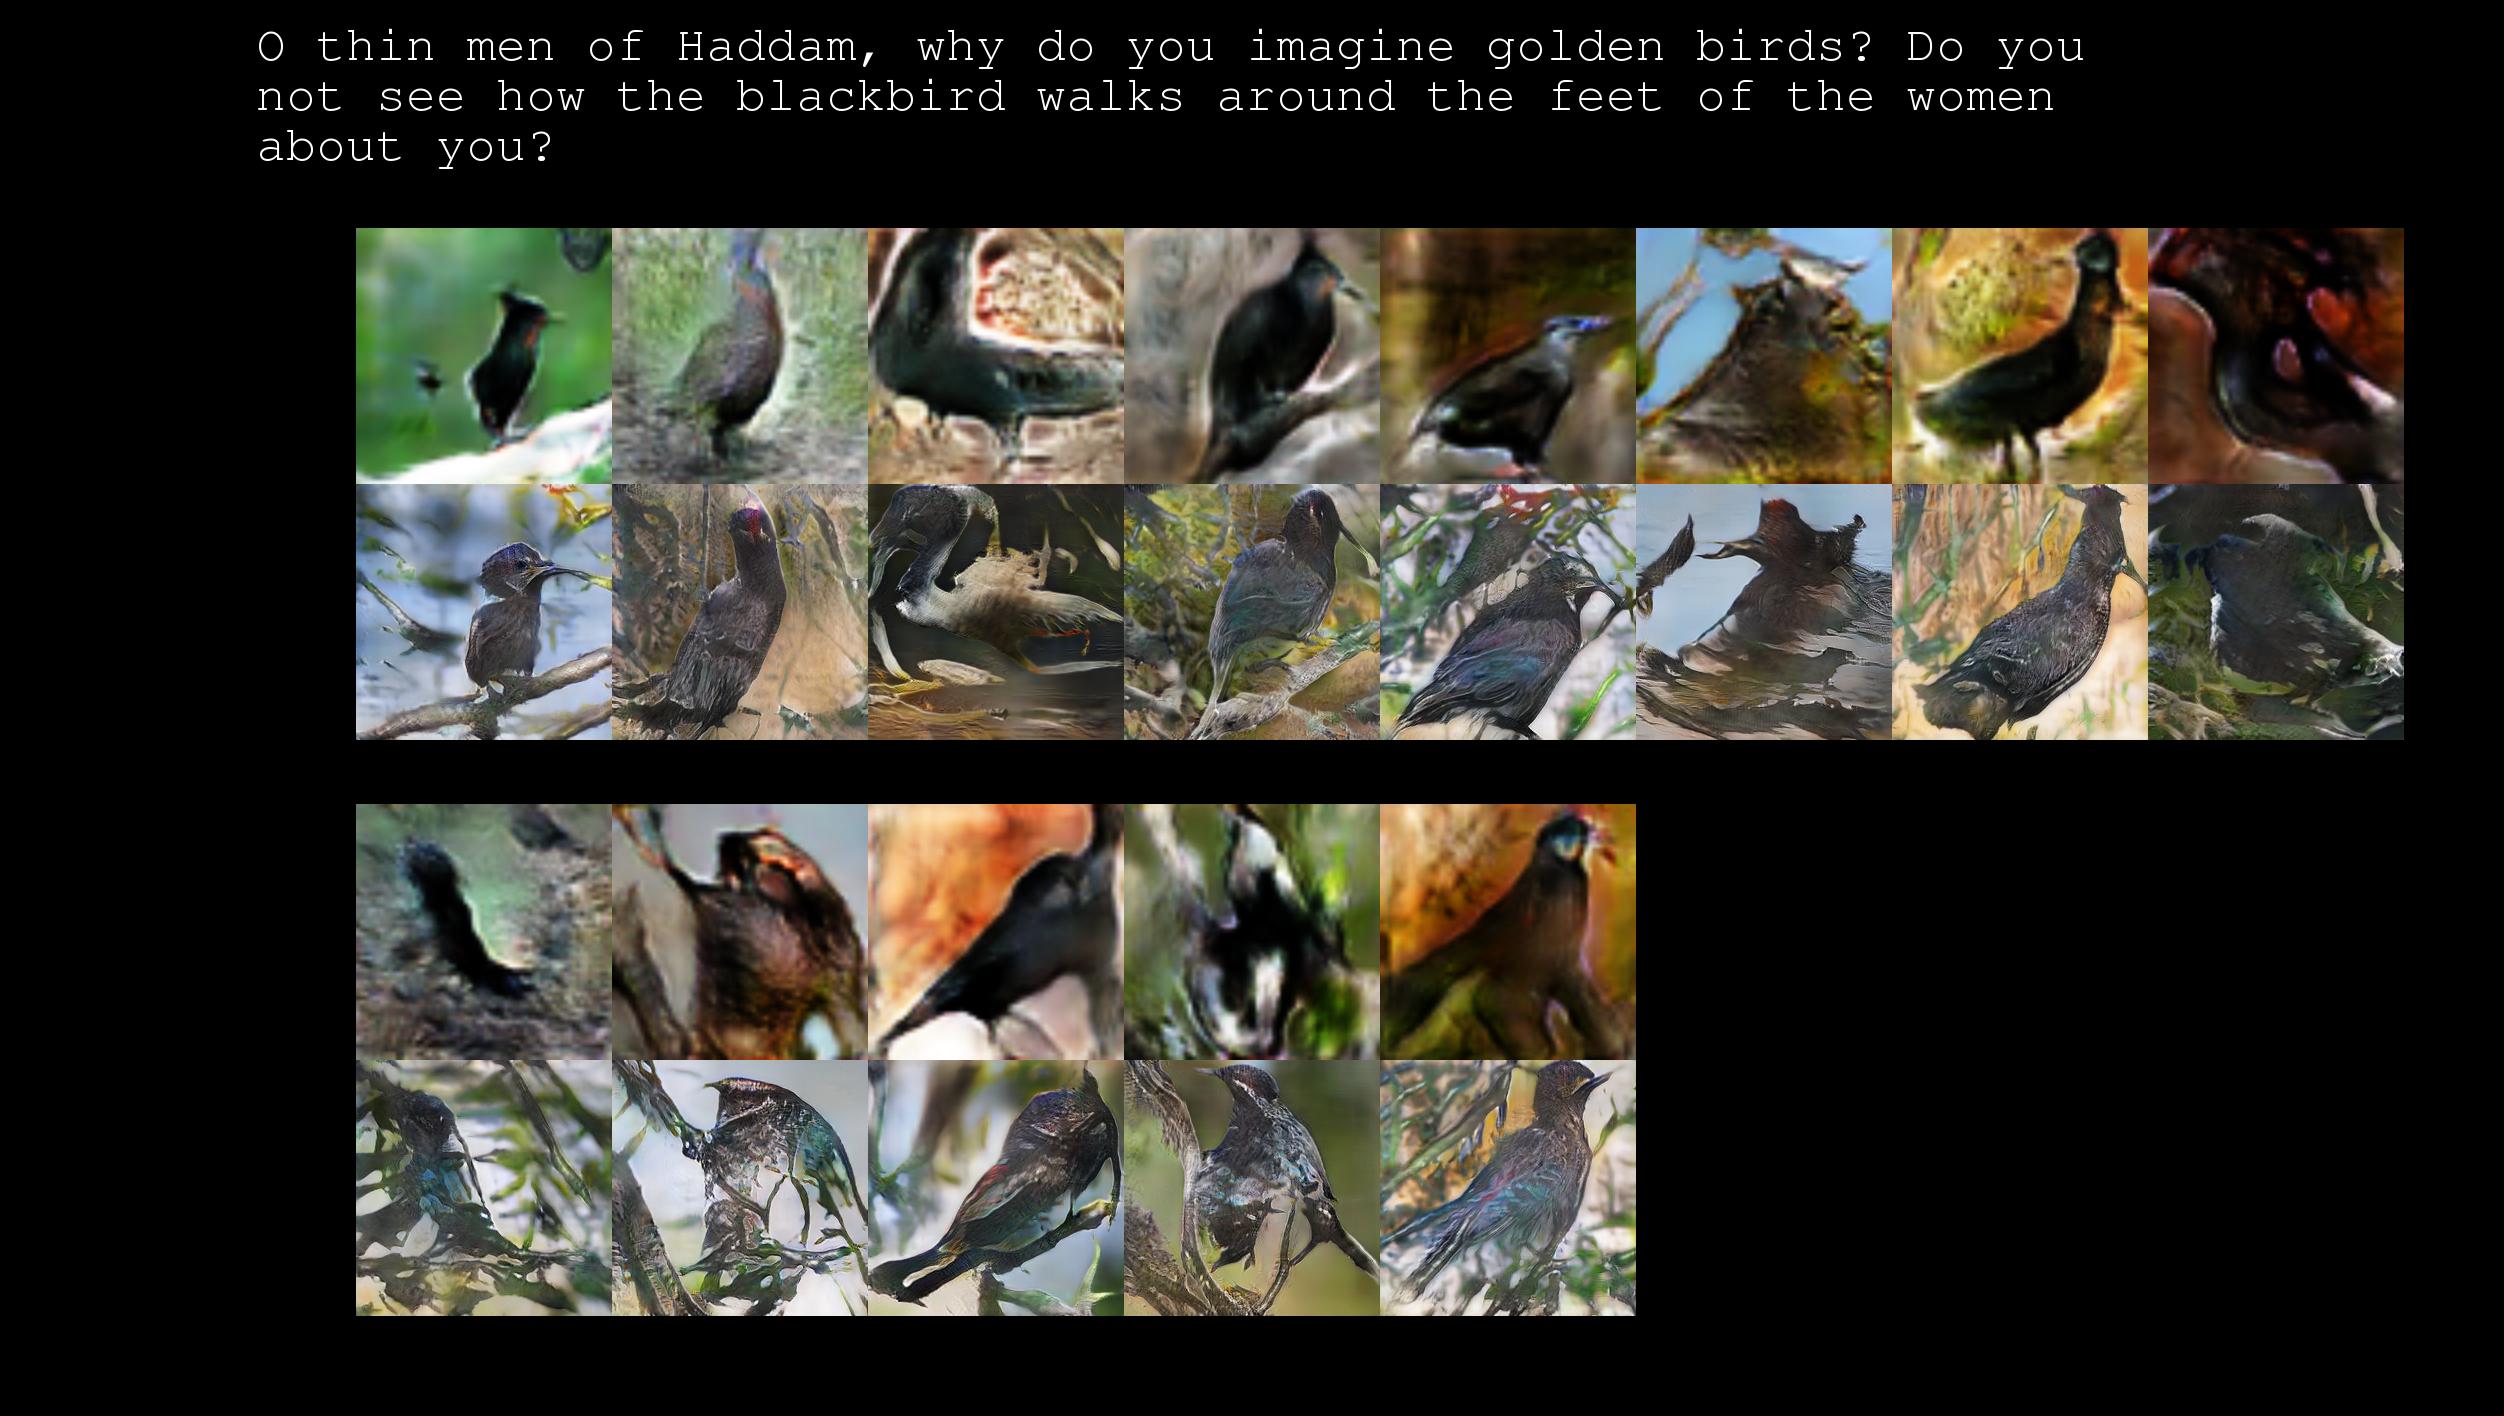 O thin men of Haddam, why do you imagine golden birds? Do you
not see how the blackbird walks around the feet of the women
about you?